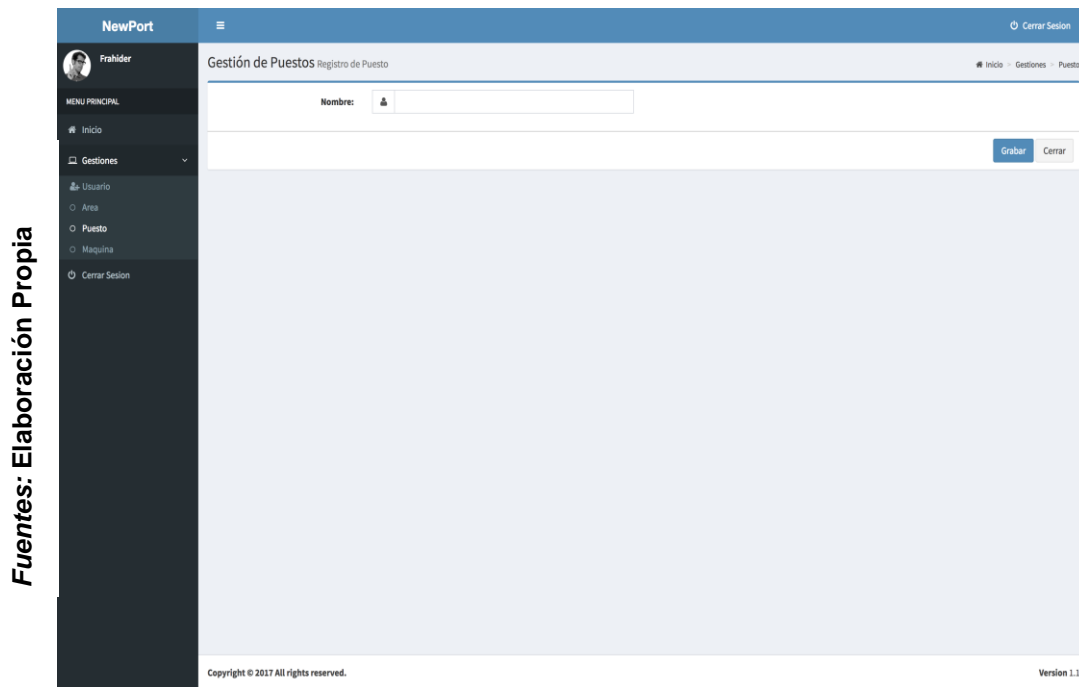 Fuentes: Elaboración Propia
NewPort
Cerrar Sesion
Frahider
Gestión de Puestos Registro de Puesto
Inicio > Gestiones > Puesto
MENU PRINCIPAL
Nombre:
Inicio
Gestiones
Grabar
Cerrar
Usuario
Area
Puesto
Maquina
Cerrar Sesion
Copyright © 2017 All rights reserved.
Version 1.1